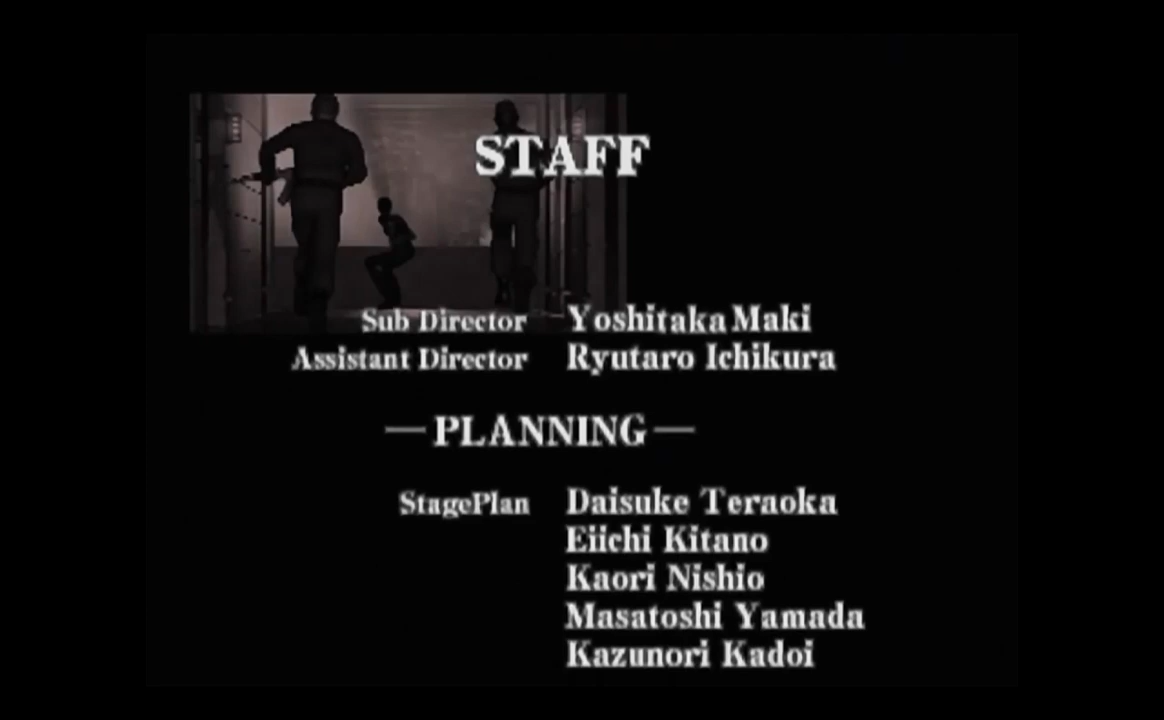 STAFF
Sub Director Yoshitaka Maki
Assistant Director Ryutaro Ichikura
— PLANNING —
StagePlan Daisuke Teraoka
Eiichi Kitano
Kaori Nishio
Masatoshi Yamada
Kazunori Kadoi